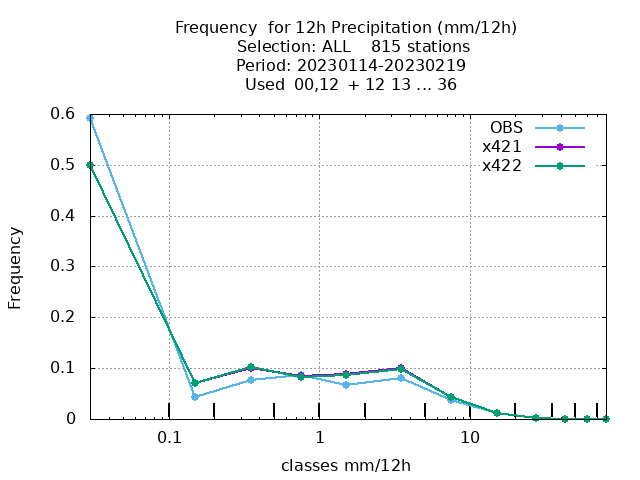 Frequency  for 12h Precipitation (mm/12h)
Selection: ALL    815 stations
Period: 20230114-20230219
Used  00,12  + 12 13 ... 36
OBS
x421
x422
0.6
0.5
0.4
0.3
0.2
0.1
0
Frequency
0.1 1 10
classes mm/12h